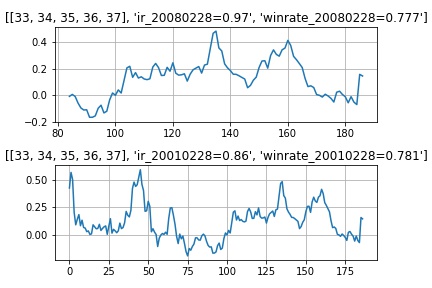 [[33, 34, 35, 36, 37], 'ir_20080228=0.97', 'winrate_20080228=0.777']
0.4
0.2
0.0
−0.2
80 100 120 140 160 180
[[33, 34, 35, 36, 37], 'ir_20010228=0.86', 'winrate_20010228=0.781']
0.50
0.25
0.00
0 25 50 75 100 125 150 175